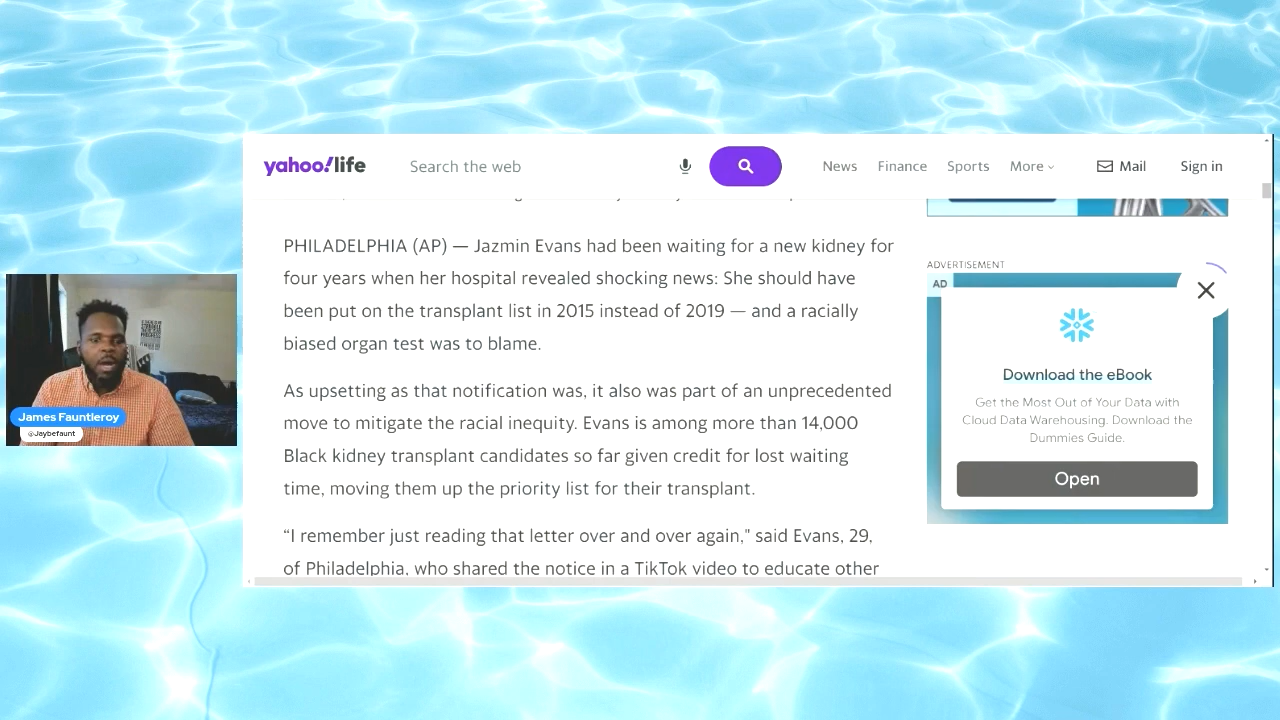 yahoo!life
Search the web
News Finance Sports More Mail Sign in
PHILADELPHIA (AP) — Jazmin Evans had been waiting for a new kidney for
four years when her hospital revealed shocking news: She should have
been put on the transplant list in 2015 instead of 2019 — and a racially
biased organ test was to blame.
As upsetting as that notification was, it also was part of an unprecedented
move to mitigate the racial inequity. Evans is among more than 14,000
Black kidney transplant candidates so far given credit for lost waiting
time, moving them up the priority list for their transplant.
“I remember just reading that letter over and over again," said Evans, 29,
of Philadelphia, who shared the notice in a TikTok video to educate other
ADVERTISEMENT
AD
Download the eBook
Get the Most Out of Your Data with
Cloud Data Warehousing. Download the
Dummies Guide.
Open
James Fauntleroy
@Jaybefaunt